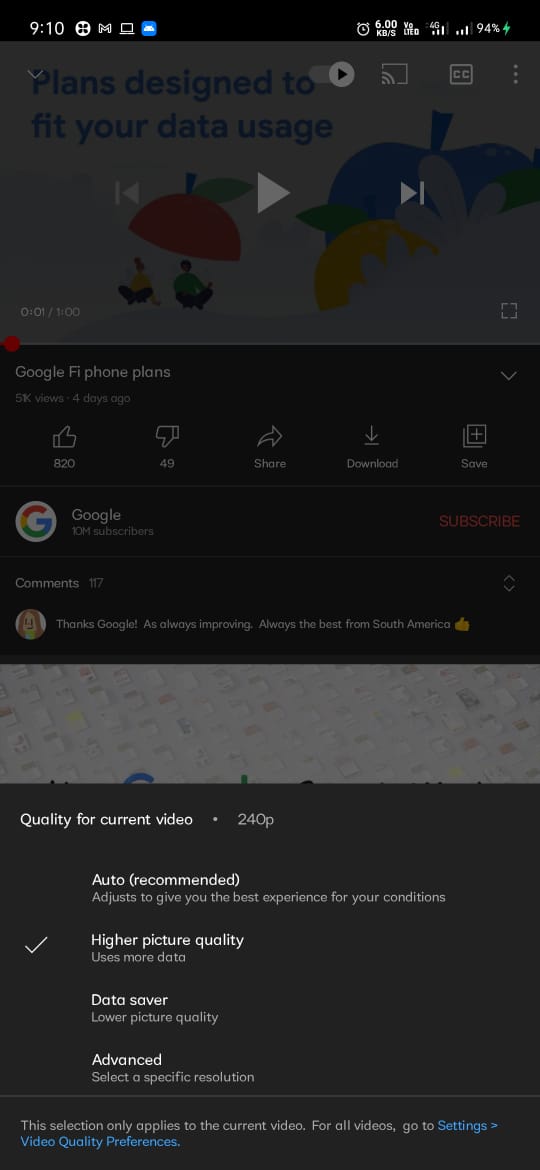 9:10
6.00 KB/S
Vo LTE
4G
94%
Plans designed to
fit your data usage
CC
0:01 / 1:00
Google Fi phone plans
51K views · 4 days ago
820
49
Share
Download
Save
Google
10M subscribers
SUBSCRIBE
Comments 117
Thanks Google! As always improving. Always the best from South America 👍
Quality for current video • 240p
Auto (recommended)
Adjusts to give you the best experience for your conditions
Higher picture quality
Uses more data
Data saver
Lower picture quality
Advanced
Select a specific resolution
This selection only applies to the current video. For all videos, go to Settings >
Video Quality Preferences.